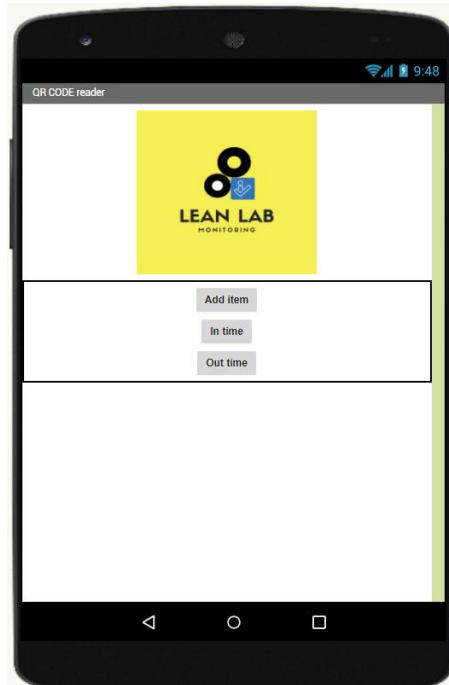 9:48
QR CODE reader
LEAN LAB
MONITORING
Add item
In time
Out time